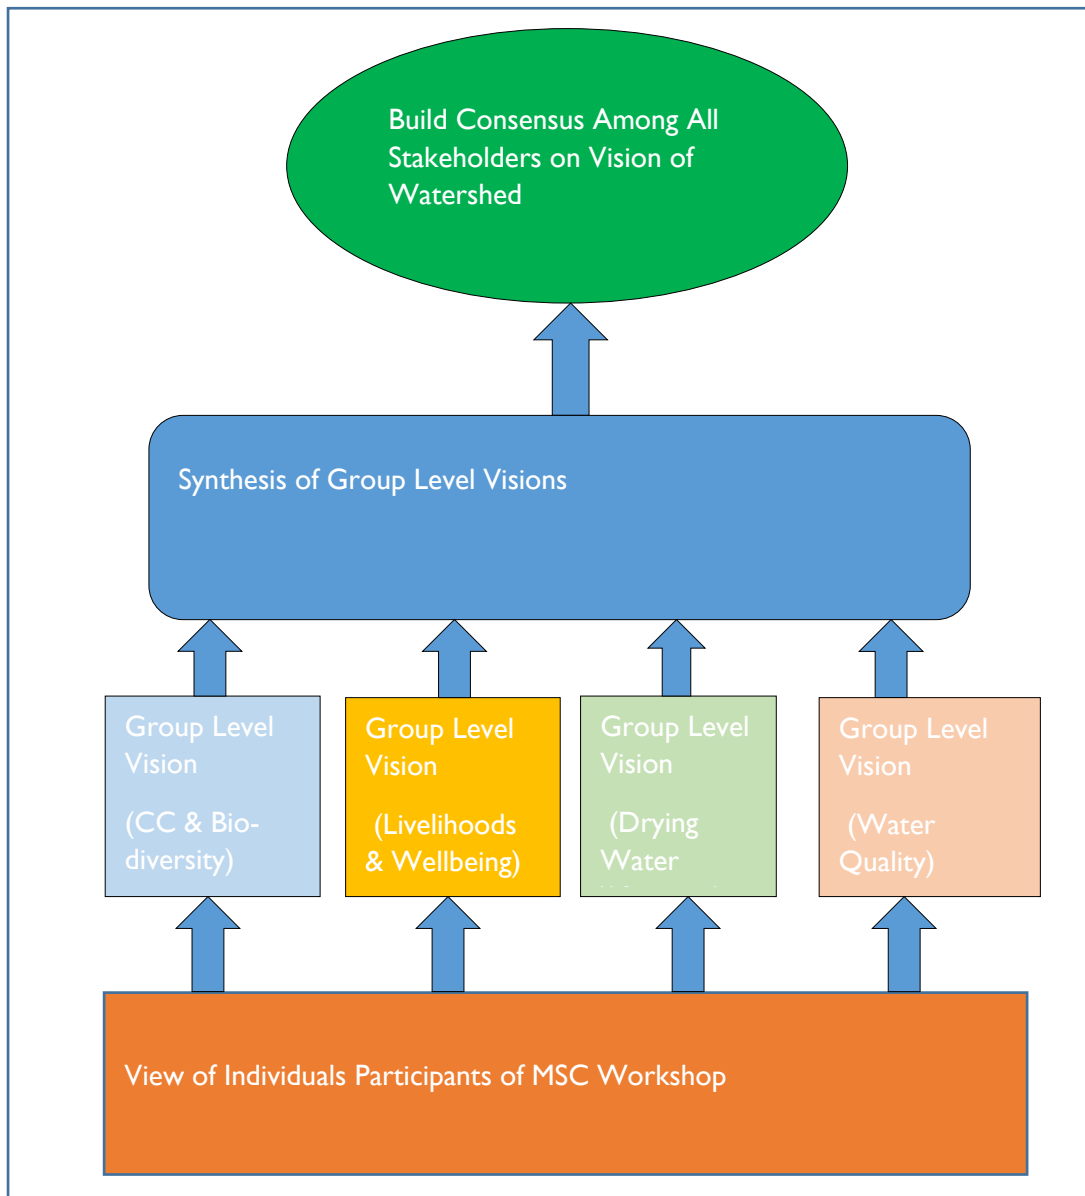 Build Consensus Among All
Stakeholders on Vision of
Watershed
Synthesis of Group Level Visions
Group Level
Vision
(CC & Bio-
diversity)
Group Level
Vision
(Livelihoods
& Wellbeing)
Group Level
Vision
(Drying
Water
Group Level
Vision
(Water
Quality)
View of Individuals Participants of MSC Workshop